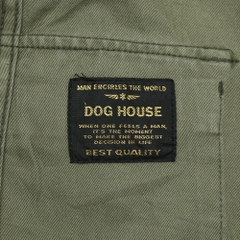 MAN ERCIRLES THE WORLD
DOG HOUSE
WHEN ONE FEELS A MAN,
IT'S THE MOMENT
TO MAKE THE BIGGEST
DECISION IN LIFE
BEST QUALITY